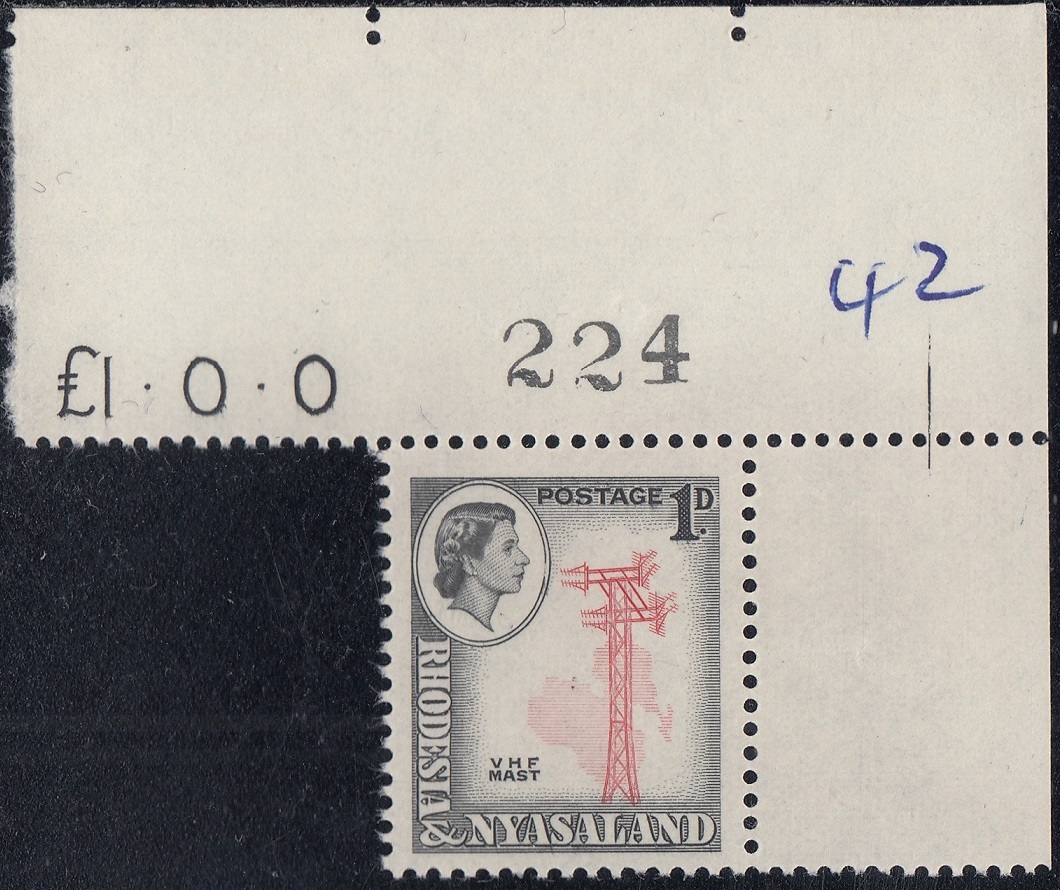 42
£1·0·0
224
POSTAGE 1D.
RHODESIA
& NYASALAND
VHF
MAST